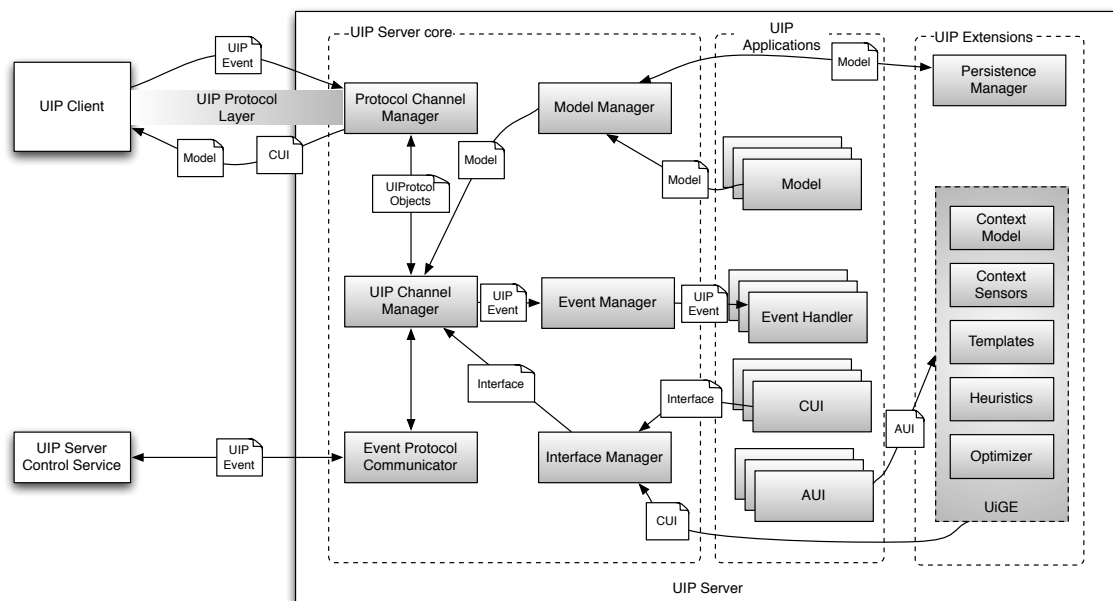 UIP
Applications
UIP Server core
UIP Extensions
UIP
Event
Model
Persistence
Manager
UIP Client
UIP Protocol
Layer
Protocol Channel
Manager
Model Manager
Model
CUI
Model
Model
Model
UIProtcol
Objects
Context
Model
Context
Sensors
UIP Channel
Manager
UIP
Event
Event Manager
UIP
Event
Event Handler
Templates
Interface
Interface
CUI
Heuristics
AUI
UIP Server
Control Service
UIP
Event
Event Protocol
Communicator
Interface Manager
Optimizer
AUI
UiGE
CUI
UIP Server